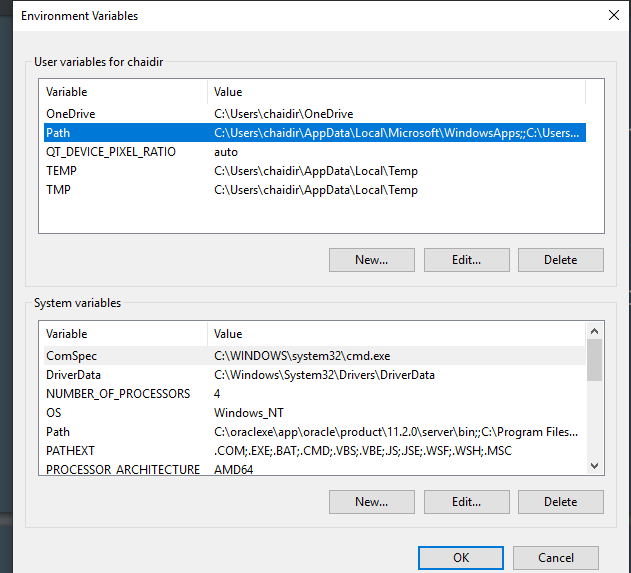 Environment Variables
User variables for chaidir
Variable Value
OneDrive C:\Users\chaidir\OneDrive
Path C:\Users\chaidir\AppData\Local\Microsoft\WindowsApps;;C:\Users...
QT_DEVICE_PIXEL_RATIO auto
TEMP C:\Users\chaidir\AppData\Local\Temp
TMP C:\Users\chaidir\AppData\Local\Temp
New... Edit... Delete
System variables
Variable Value
ComSpec C:\WINDOWS\system32\cmd.exe
DriverData C:\Windows\System32\Drivers\DriverData
NUMBER_OF_PROCESSORS 4
OS Windows_NT
Path C:\oraclexe\app\oracle\product\11.2.0\server\bin;;C:\Program Files...
PATHEXT .COM;.EXE;.BAT;.CMD;.VBS;.VBE;.JS;.JSE;.WSF;.WSH;.MSC
PROCESSOR_ARCHITECTURE AMD64
New... Edit... Delete
OK Cancel